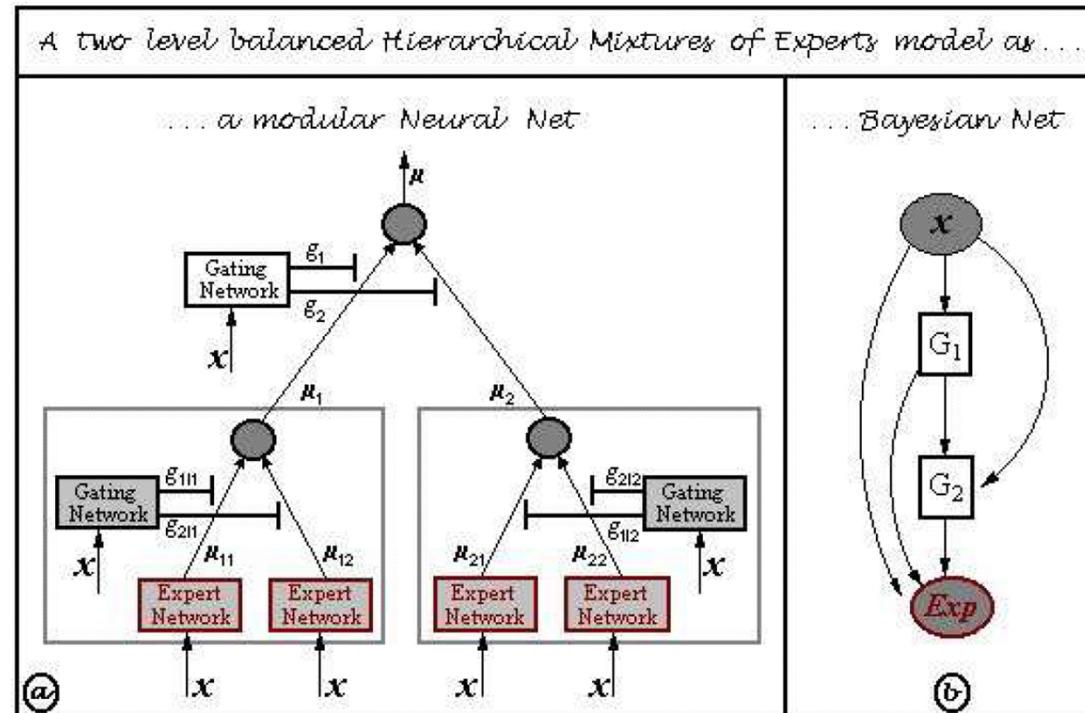 A two level balanced Hierarchical Mixtures of Experts model as ...
... a modular Neural Net
... Bayesian Net
μ
Gating
Network
g1
g2
x
μ1
μ2
Gating
Network
g1|1
g2|1
x
μ11
μ12
Expert
Network
Expert
Network
x
x
g2|2
g1|2
Gating
Network
x
μ21
μ22
Expert
Network
Expert
Network
x
x
a
x
G1
G2
Exp
b